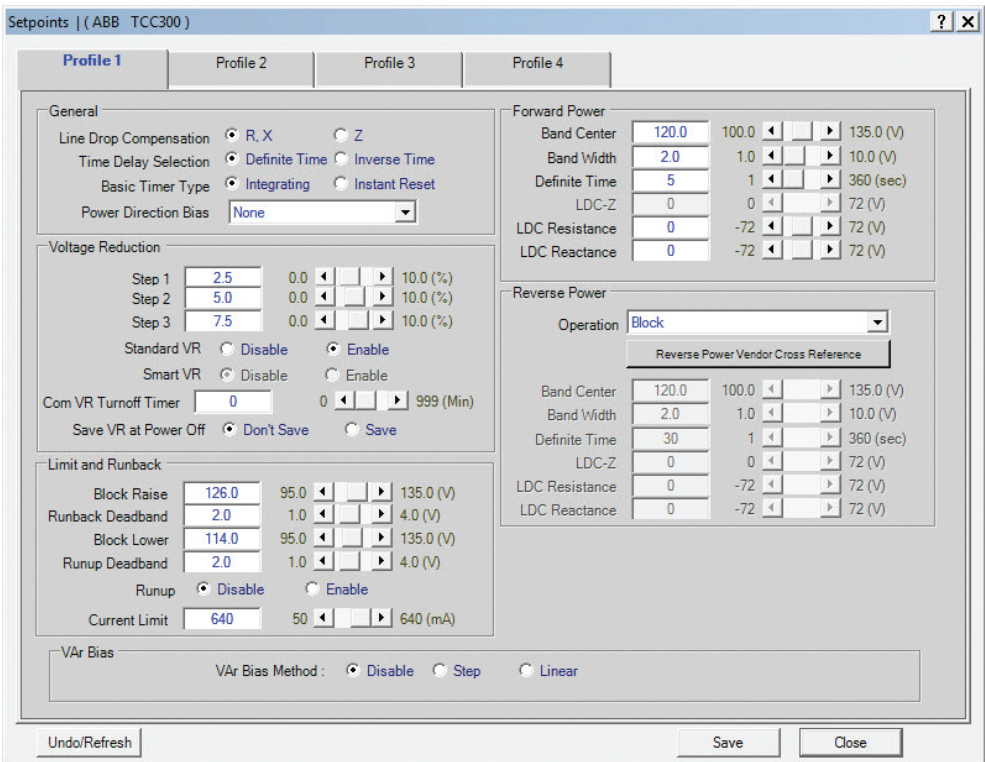 Setpoints | ( ABB TCC300 )
? X
Profile 1 Profile 2 Profile 3 Profile 4
General
Line Drop Compensation R, X Z
Time Delay Selection Definite Time Inverse Time
Basic Timer Type Integrating Instant Reset
Power Direction Bias None
Voltage Reduction
Step 1 2.5 0.0 10.0 (%)
Step 2 5.0 0.0 10.0 (%)
Step 3 7.5 0.0 10.0 (%)
Standard VR Disable Enable
Smart VR Disable Enable
Com VR Turnoff Timer 0 0 999 (Min)
Save VR at Power Off Don't Save Save
Limit and Runback
Block Raise 126.0 95.0 135.0 (V)
Runback Deadband 2.0 1.0 4.0 (V)
Block Lower 114.0 95.0 135.0 (V)
Runup Deadband 2.0 1.0 4.0 (V)
Runup Disable Enable
Current Limit 640 50 640 (mA)
Forward Power
Band Center 120.0 100.0 135.0 (V)
Band Width 2.0 1.0 10.0 (V)
Definite Time 5 1 360 (sec)
LDC-Z 0 0 72 (V)
LDC Resistance 0 -72 72 (V)
LDC Reactance 0 -72 72 (V)
Reverse Power
Operation Block
Reverse Power Vendor Cross Reference
Band Center 120.0 100.0 135.0 (V)
Band Width 2.0 1.0 10.0 (V)
Definite Time 30 1 360 (sec)
LDC-Z 0 0 72 (V)
LDC Resistance 0 -72 72 (V)
LDC Reactance 0 -72 72 (V)
VAr Bias
VAr Bias Method : Disable Step Linear
Undo/Refresh Save Close